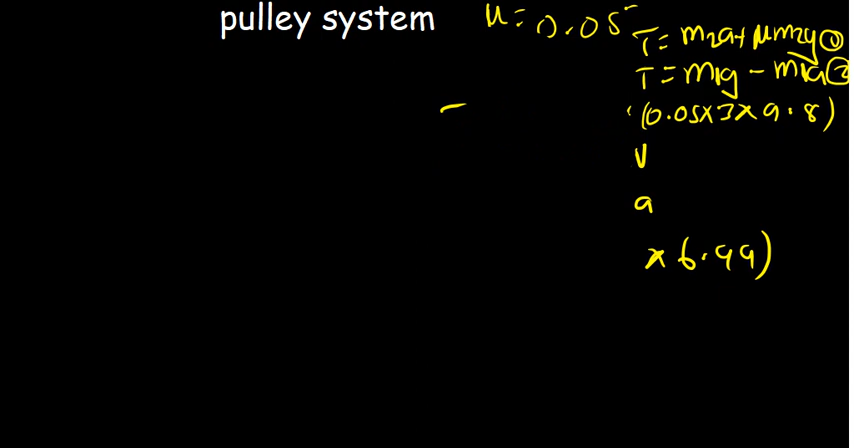 pulley system
μ = 0.05
T = m2a + μm2g ①
T = m1g - m1a ②
(0.05x3x9.8)
a
x 6.99)